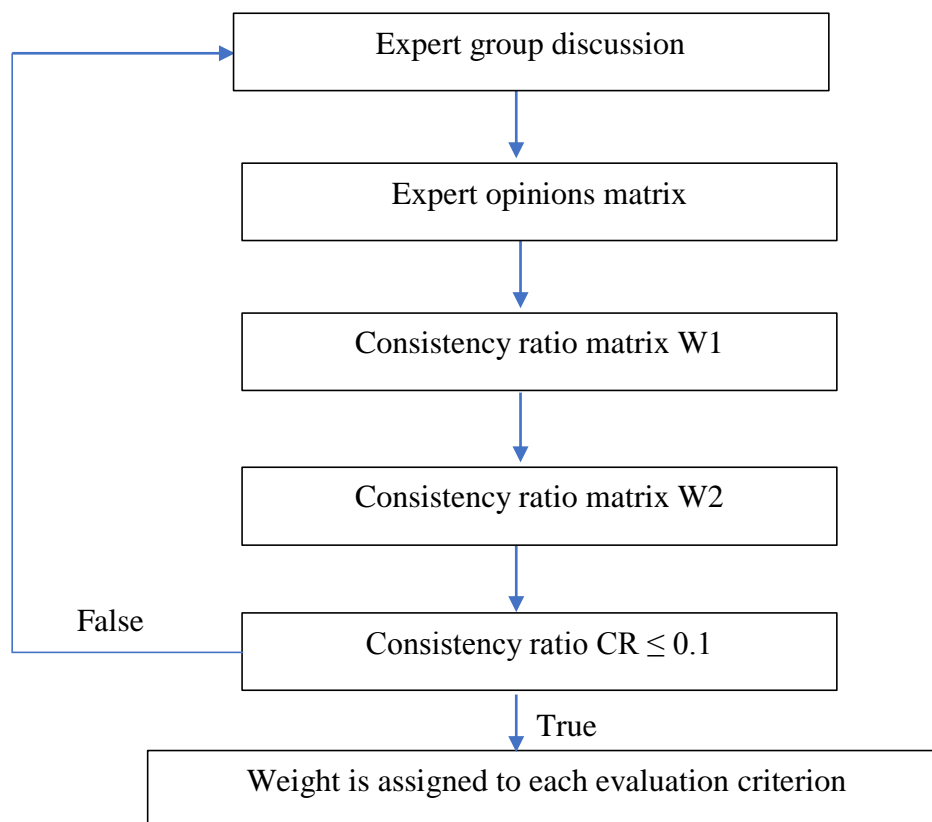 Expert group discussion
Expert opinions matrix
Consistency ratio matrix W1
Consistency ratio matrix W2
False
Consistency ratio CR ≤ 0.1
True
Weight is assigned to each evaluation criterion